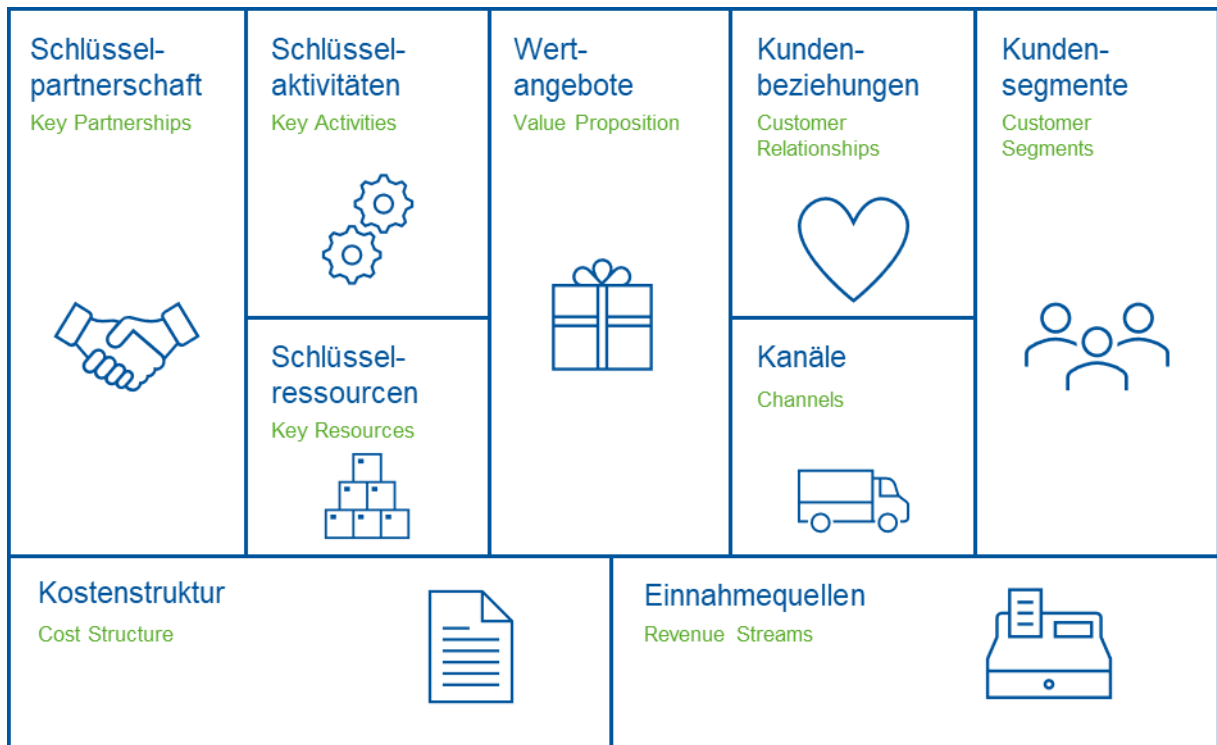 Schlüssel-
partnerschaft
Key Partnerships
Schlüssel-
aktivitäten
Key Activities
Schlüssel-
ressourcen
Key Resources
Wert-
angebote
Value Proposition
Kunden-
beziehungen
Customer
Relationships
Kanäle
Channels
Kunden-
segmente
Customer
Segments
Kostenstruktur
Cost Structure
Einnahmequellen
Revenue Streams